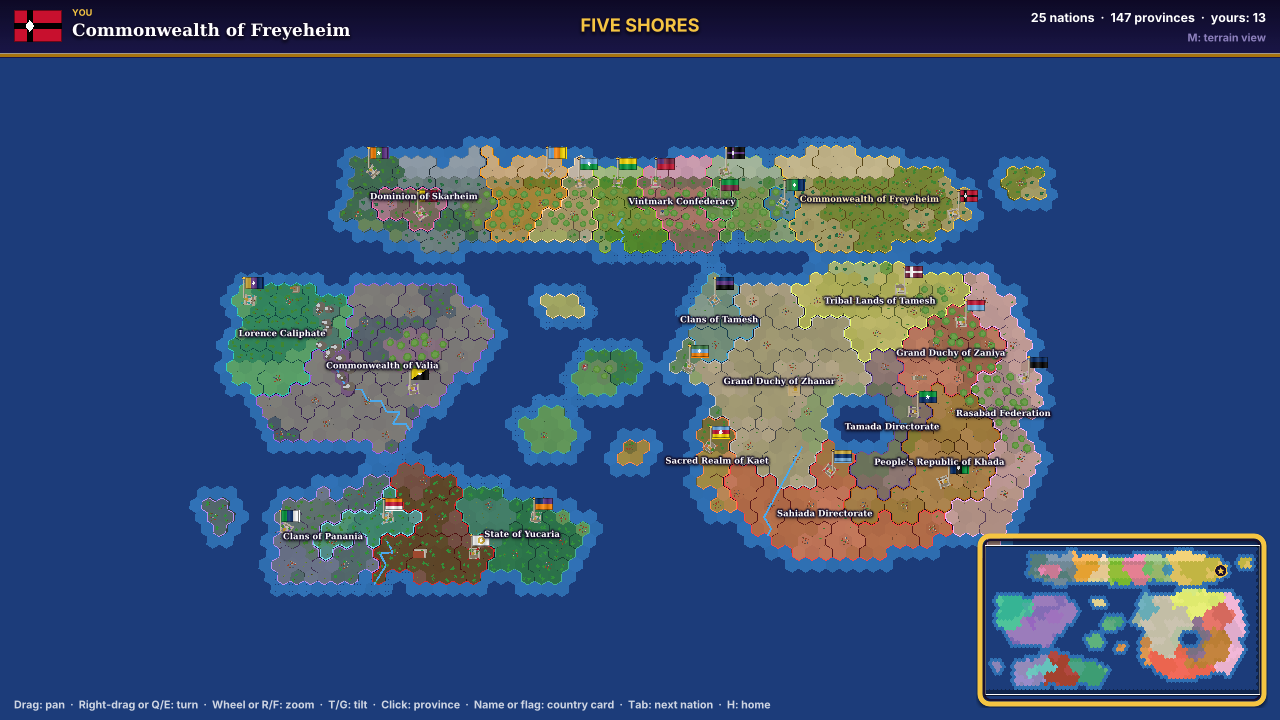 YOU
Commonwealth of Freyeheim
FIVE SHORES
25 nations · 147 provinces · yours: 13
M: terrain view
Dominion of Skarheim
Vintmark Confederacy
Commonwealth of Freyeheim
Tribal Lands of Tamesh
Clans of Tamesh
Lorence Caliphate
Grand Duchy of Zaniya
Commonwealth of Valia
Grand Duchy of Zhanar
Rasabad Federation
Tamada Directorate
Sacred Realm of Kaet
People's Republic of Khada
Sahiada Directorate
Clans of Panania
State of Yucaria
Drag: pan · Right-drag or Q/E: turn · Wheel or R/F: zoom · T/G: tilt · Click: province · Name or flag: country card · Tab: next nation · H: home